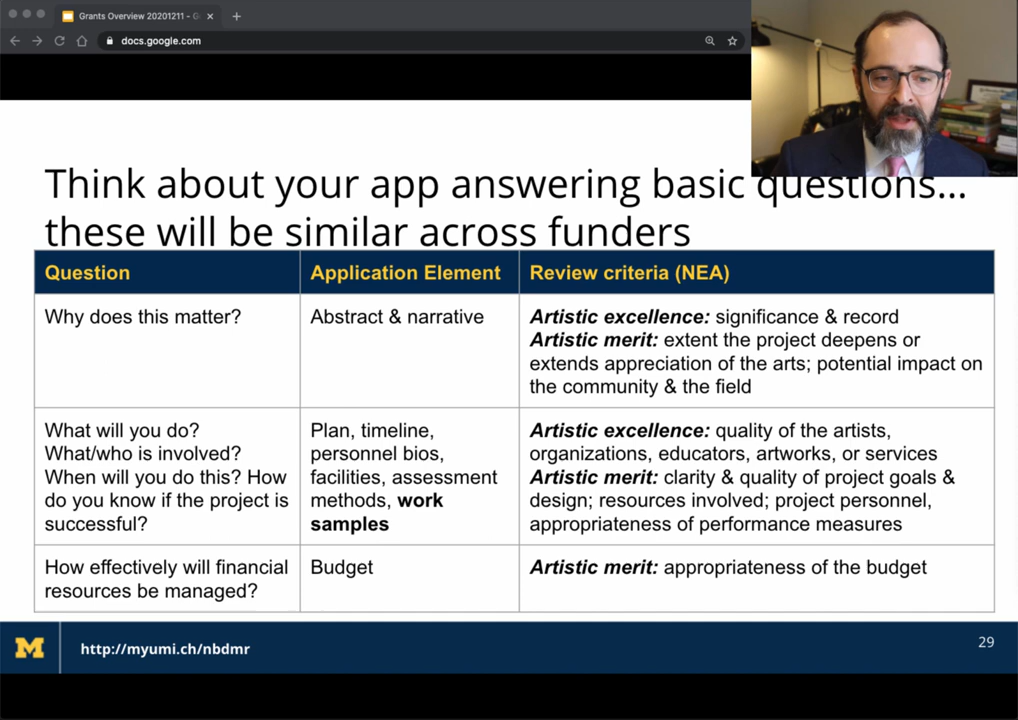 Grants Overview 20201211 - G
docs.google.com
Think about your app answering basic questions...
these will be similar across funders
Question
Application Element
Review criteria (NEA)
Why does this matter?
Abstract & narrative
Artistic excellence: significance & record
Artistic merit: extent the project deepens or
extends appreciation of the arts; potential impact on
the community & the field
What will you do?
What/who is involved?
When will you do this? How
do you know if the project is
successful?
Plan, timeline,
personnel bios,
facilities, assessment
methods, work
samples
Artistic excellence: quality of the artists,
organizations, educators, artworks, or services
Artistic merit: clarity & quality of project goals &
design; resources involved; project personnel,
appropriateness of performance measures
How effectively will financial
resources be managed?
Budget
Artistic merit: appropriateness of the budget
M
http://myumi.ch/nbdmr
29